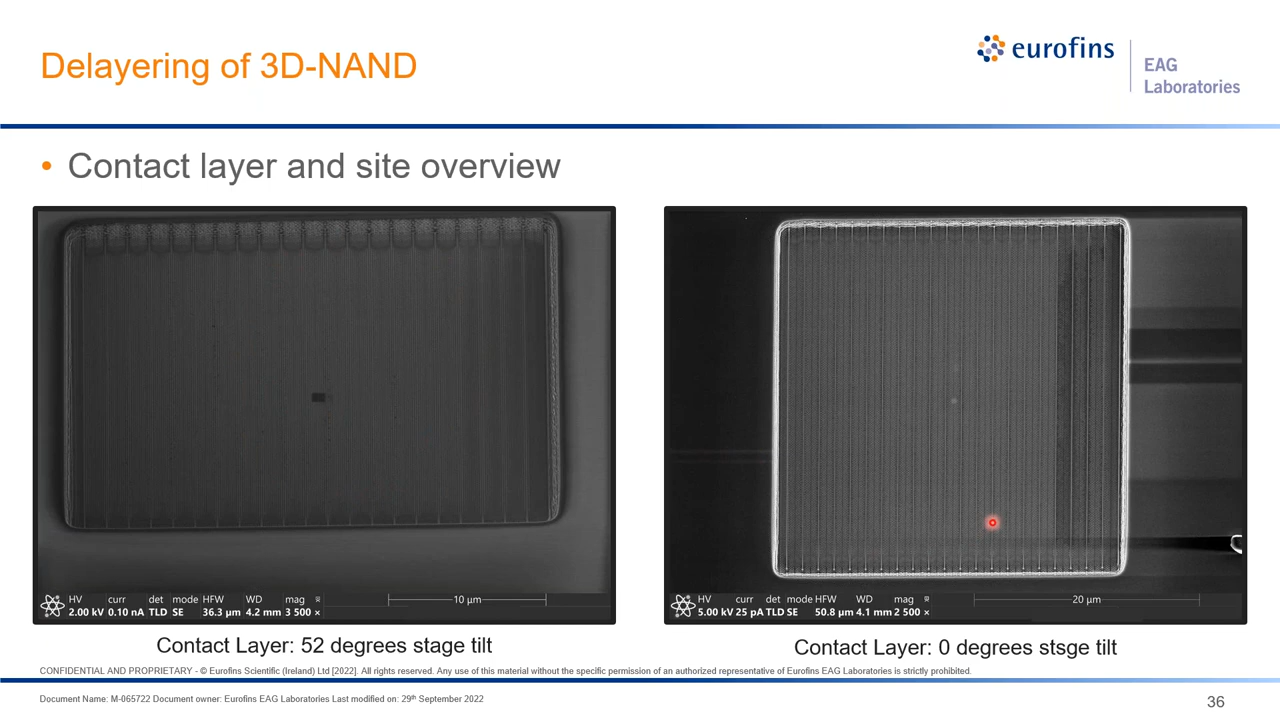 Delayering of 3D-NAND
eurofins
EAG
Laboratories
• Contact layer and site overview
HV curr det mode HFW WD mag
2.00 kV 0.10 nA TLD SE 36.3 µm 4.2 mm 3 500 ×
10 µm
HV curr det mode HFW WD mag
5.00 kV 25 pA TLD SE 50.8 µm 4.1 mm 2 500 ×
20 µm
Contact Layer: 52 degrees stage tilt
Contact Layer: 0 degrees stsge tilt
CONFIDENTIAL AND PROPRIETARY - © Eurofins Scientific (Ireland) Ltd [2022]. All rights reserved. Any use of this material without the specific permission of an authorized representative of Eurofins EAG Laboratories is strictly prohibited.
Document Name: M-065722 Document owner: Eurofins EAG Laboratories Last modified on: 29th September 2022
36